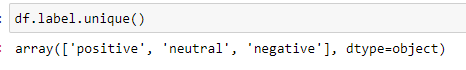 df.label.unique()
array(['positive', 'neutral', 'negative'], dtype=object)